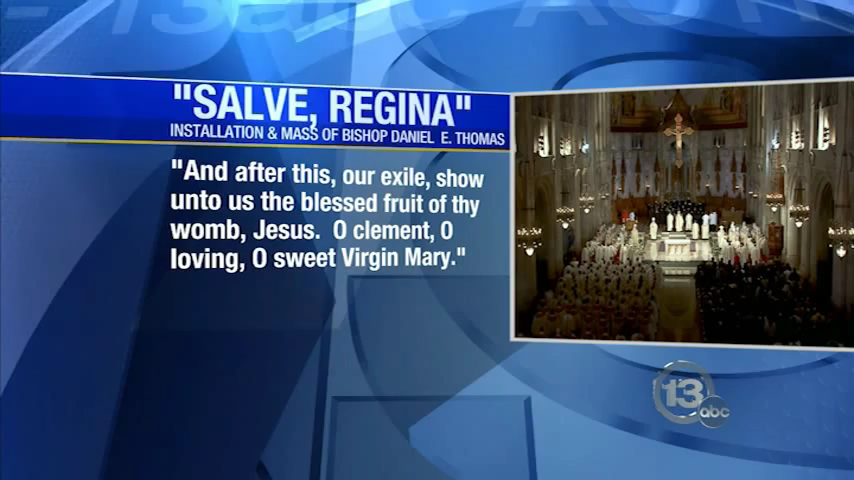 "SALVE, REGINA"
INSTALLATION & MASS OF BISHOP DANIEL E. THOMAS
"And after this, our exile, show
unto us the blessed fruit of thy
womb, Jesus. O clement, O
loving, O sweet Virgin Mary."
13
abc